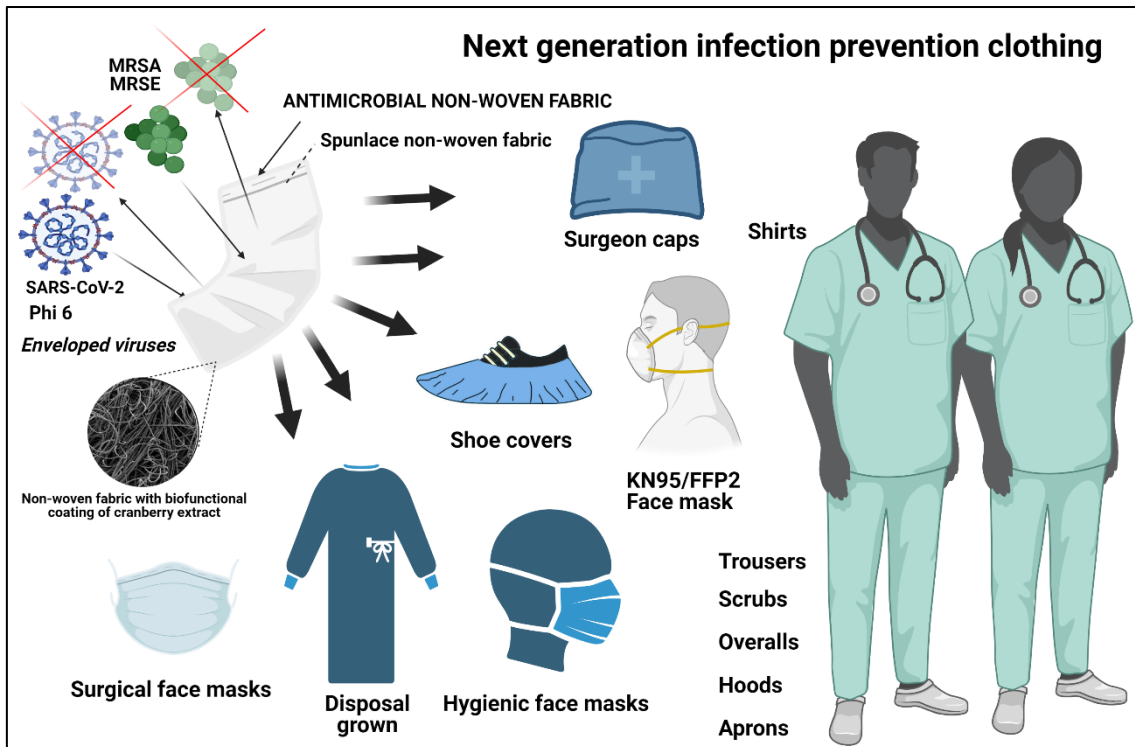 Next generation infection prevention clothing
MRSA
MRSE
ANTIMICROBIAL NON-WOVEN FABRIC
Spunlace non-woven fabric
SARS-CoV-2
Phi 6
Enveloped viruses
Non-woven fabric with biofunctional
coating of cranberry extract
Surgeon caps
Shoe covers
KN95/FFP2
Face mask
Surgical face masks
Disposal
grown
Hygienic face masks
Shirts
Trousers
Scrubs
Overalls
Hoods
Aprons